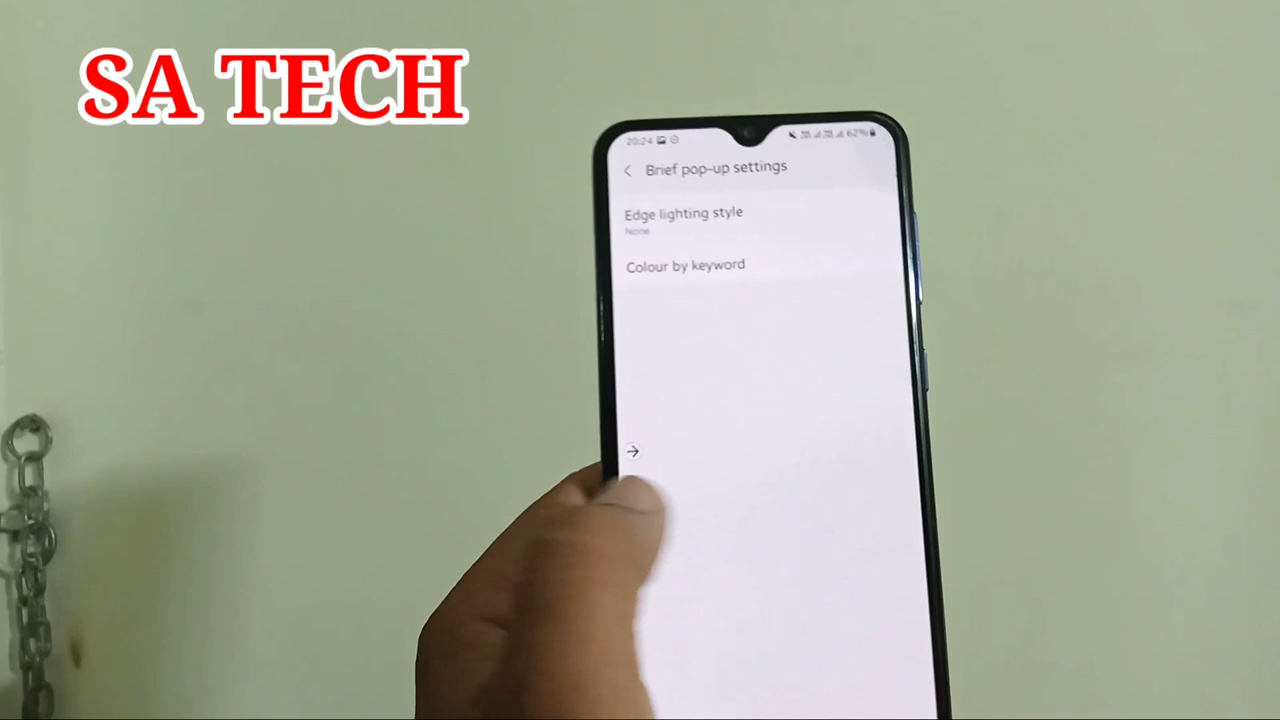 SA TECH
20:24 62%
Brief pop-up settings
Edge lighting style
None
Colour by keyword